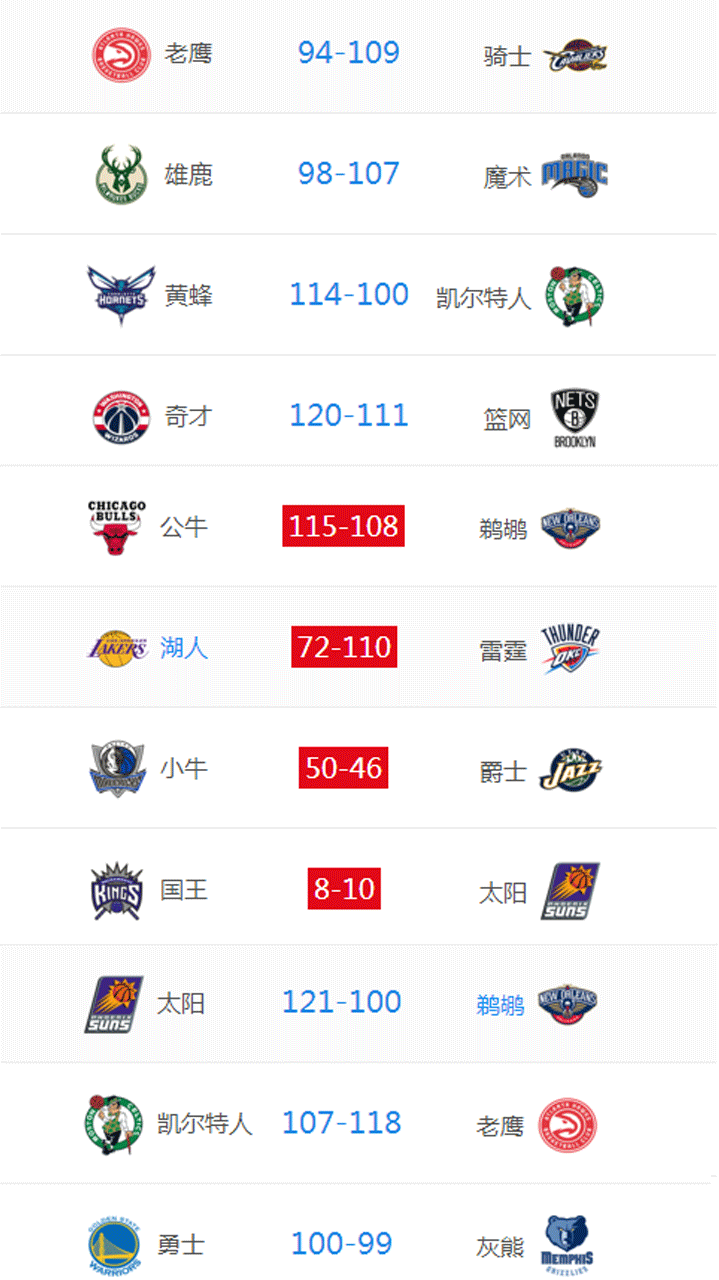 老鹰 94-109 骑士
雄鹿 98-107 魔术
黄蜂 114-100 凯尔特人
奇才 120-111 篮网
公牛 115-108 鹈鹕
湖人 72-110 雷霆
小牛 50-46 爵士
国王 8-10 太阳
太阳 121-100 鹈鹕
凯尔特人 107-118 老鹰
勇士 100-99 灰熊